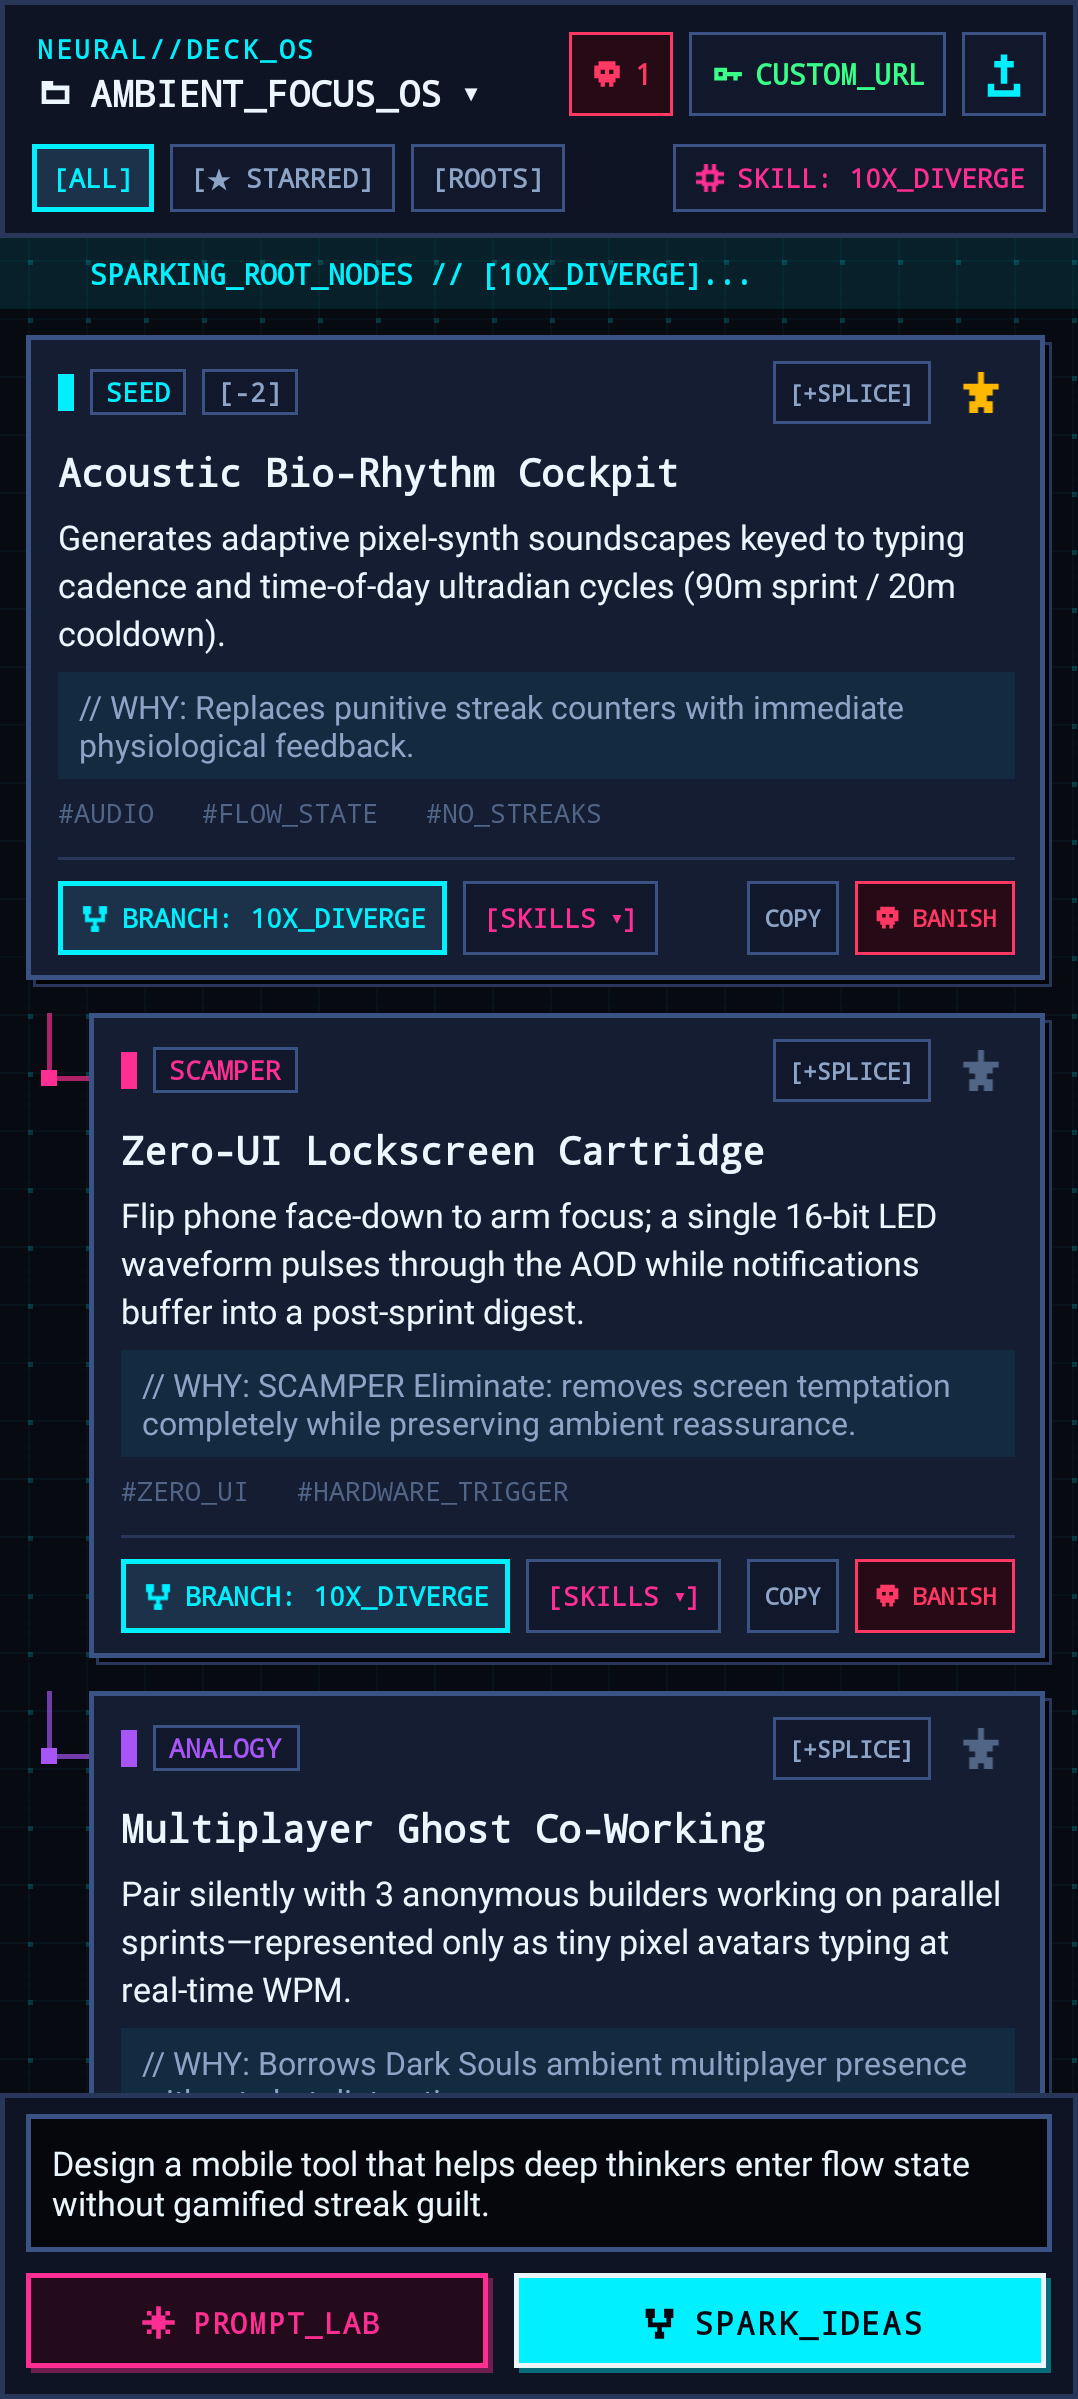 NEURAL//DECK_OS
AMBIENT_FOCUS_OS ▼
1
CUSTOM_URL
[ALL]
[★ STARRED]
[ROOTS]
SKILL: 10X_DIVERGE
SPARKING_ROOT_NODES // [10X_DIVERGE]...
SEED
[-2]
[+SPLICE]
Acoustic Bio-Rhythm Cockpit
Generates adaptive pixel-synth soundscapes keyed to typing
cadence and time-of-day ultradian cycles (90m sprint / 20m
cooldown).
// WHY: Replaces punitive streak counters with immediate
physiological feedback.
#AUDIO #FLOW_STATE #NO_STREAKS
BRANCH: 10X_DIVERGE
[SKILLS ▾]
COPY
BANISH
SCAMPER
[+SPLICE]
Zero-UI Lockscreen Cartridge
Flip phone face-down to arm focus; a single 16-bit LED
waveform pulses through the AOD while notifications
buffer into a post-sprint digest.
// WHY: SCAMPER Eliminate: removes screen temptation
completely while preserving ambient reassurance.
#ZERO_UI #HARDWARE_TRIGGER
BRANCH: 10X_DIVERGE
[SKILLS ▾]
COPY
BANISH
ANALOGY
[+SPLICE]
Multiplayer Ghost Co-Working
Pair silently with 3 anonymous builders working on parallel
sprints—represented only as tiny pixel avatars typing at
real-time WPM.
// WHY: Borrows Dark Souls ambient multiplayer presence
Design a mobile tool that helps deep thinkers enter flow state
without gamified streak guilt.
PROMPT_LAB
SPARK_IDEAS